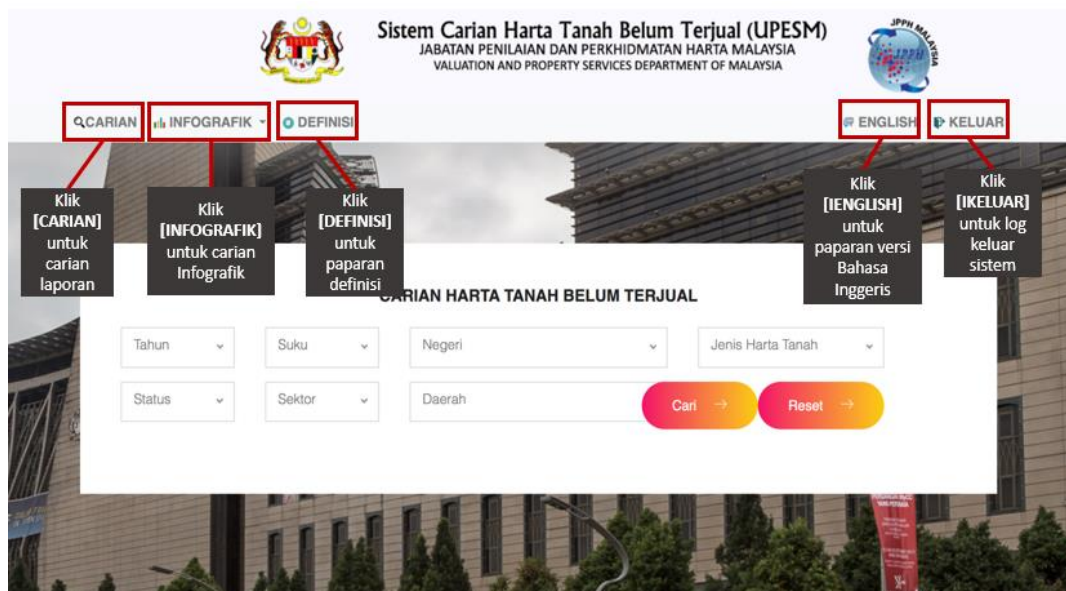 Sistem Carian Harta Tanah Belum Terjual (UPESM)
JABATAN PENILAIAN DAN PERKHIDMATAN HARTA MALAYSIA
VALUATION AND PROPERTY SERVICES DEPARTMENT OF MALAYSIA
JPPH MALAYSIA
JPPH
CARIAN
INFOGRAFIK
DEFINISI
ENGLISH
KELUAR
Klik
[CARIAN]
untuk
carian
laporan
Klik
[INFOGRAFIK]
untuk carian
Infografik
Klik
[DEFINISI]
untuk
paparan
definisi
Klik
[IENGLISH]
untuk
paparan versi
Bahasa
Inggeris
Klik
[IKELUAR]
untuk log
keluar
sistem
CARIAN HARTA TANAH BELUM TERJUAL
Tahun
Suku
Negeri
Jenis Harta Tanah
Status
Sektor
Daerah
Cari
Reset